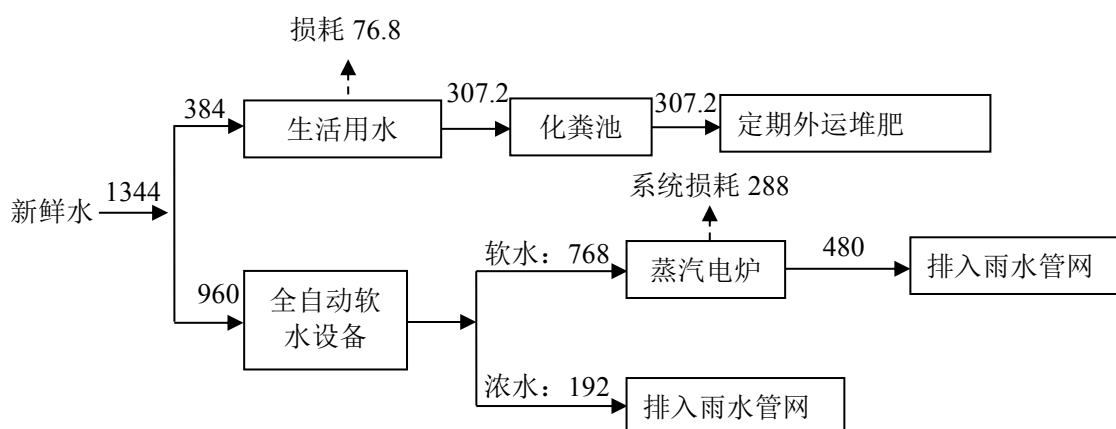 损耗 76.8
384
生活用水
307.2
化粪池
307.2
定期外运堆肥
新鲜水
1344
系统损耗 288
软水：768
蒸汽电炉
480
排入雨水管网
960
全自动软
水设备
浓水：192
排入雨水管网